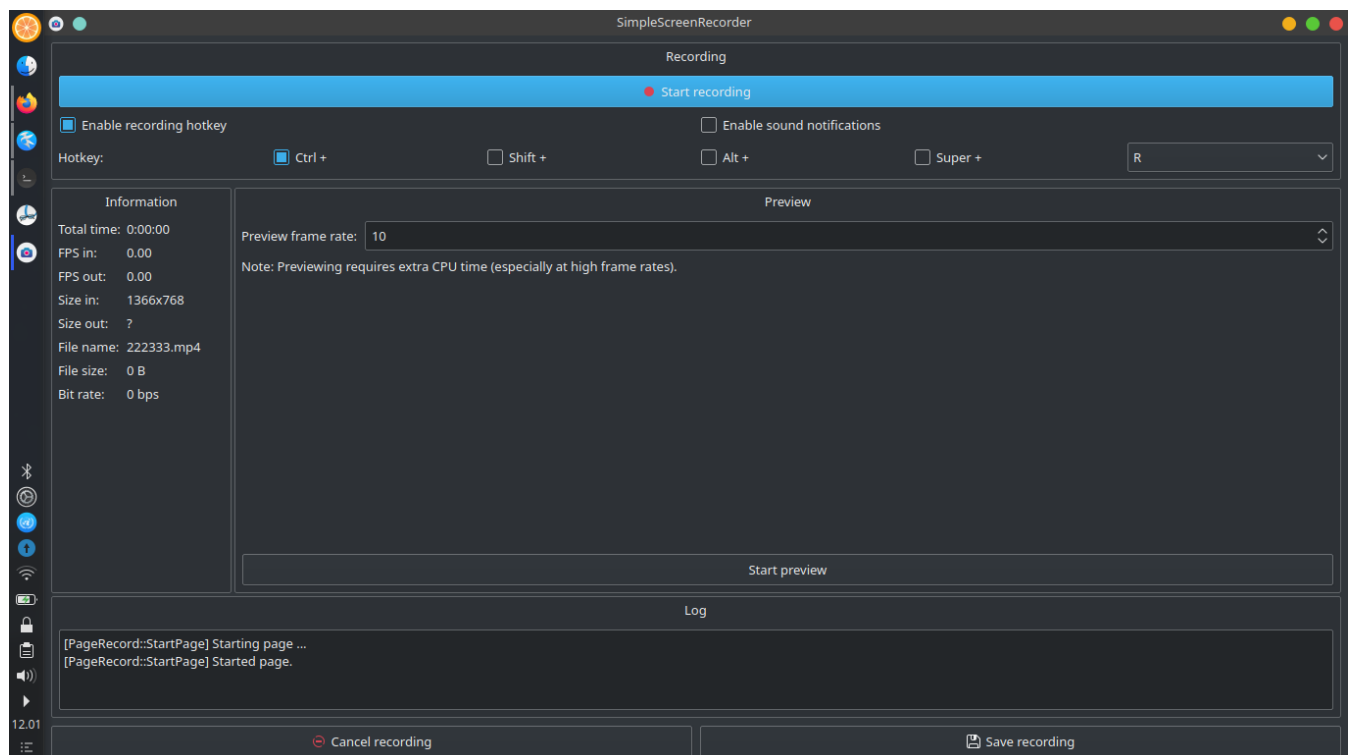 SimpleScreenRecorder
Recording
Start recording
Enable recording hotkey
Enable sound notifications
Hotkey: Ctrl + Shift + Alt + Super + R
Information
Total time: 0:00:00
FPS in: 0.00
FPS out: 0.00
Size in: 1366x768
Size out: ?
File name: 222333.mp4
File size: 0 B
Bit rate: 0 bps
Preview
Preview frame rate: 10
Note: Previewing requires extra CPU time (especially at high frame rates).
Start preview
Log
[PageRecord::StartPage] Starting page ...
[PageRecord::StartPage] Started page.
Cancel recording
Save recording
12.01